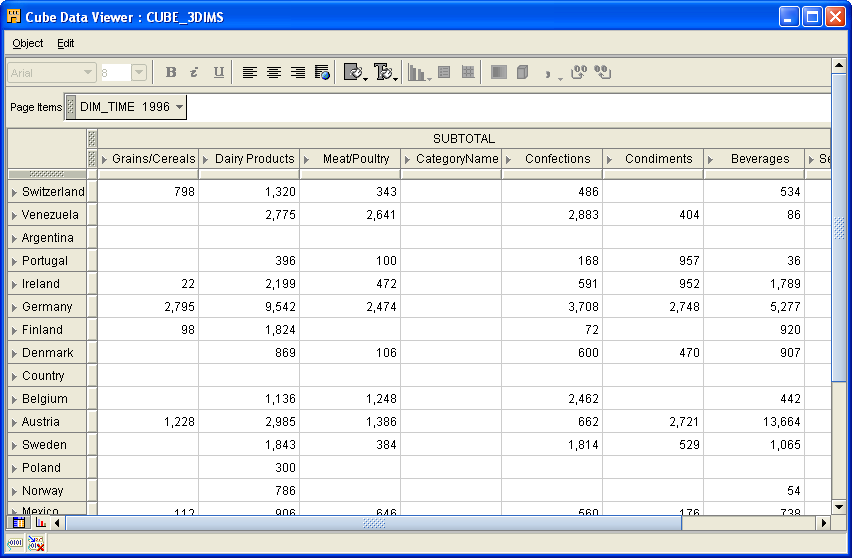 Cube Data Viewer : CUBE_3DIMS
Object Edit
Arial 8 B i U
Page Items DIM_TIME 1996
SUBTOTAL
Grains/Cereals Dairy Products Meat/Poultry CategoryName Confections Condiments Beverages Se
Switzerland 798 1,320 343 486 534
Venezuela 2,775 2,641 2,883 404 86
Argentina
Portugal 396 100 168 957 36
Ireland 22 2,199 472 591 952 1,789
Germany 2,795 9,542 2,474 3,708 2,748 5,277
Finland 98 1,824 72 920
Denmark 869 106 600 470 907
Country
Belgium 1,136 1,248 2,462 442
Austria 1,228 2,985 1,386 662 2,721 13,664
Sweden 1,843 384 1,814 529 1,065
Poland 300
Norway 786 54
Mexico 112 906 646 560 176 738